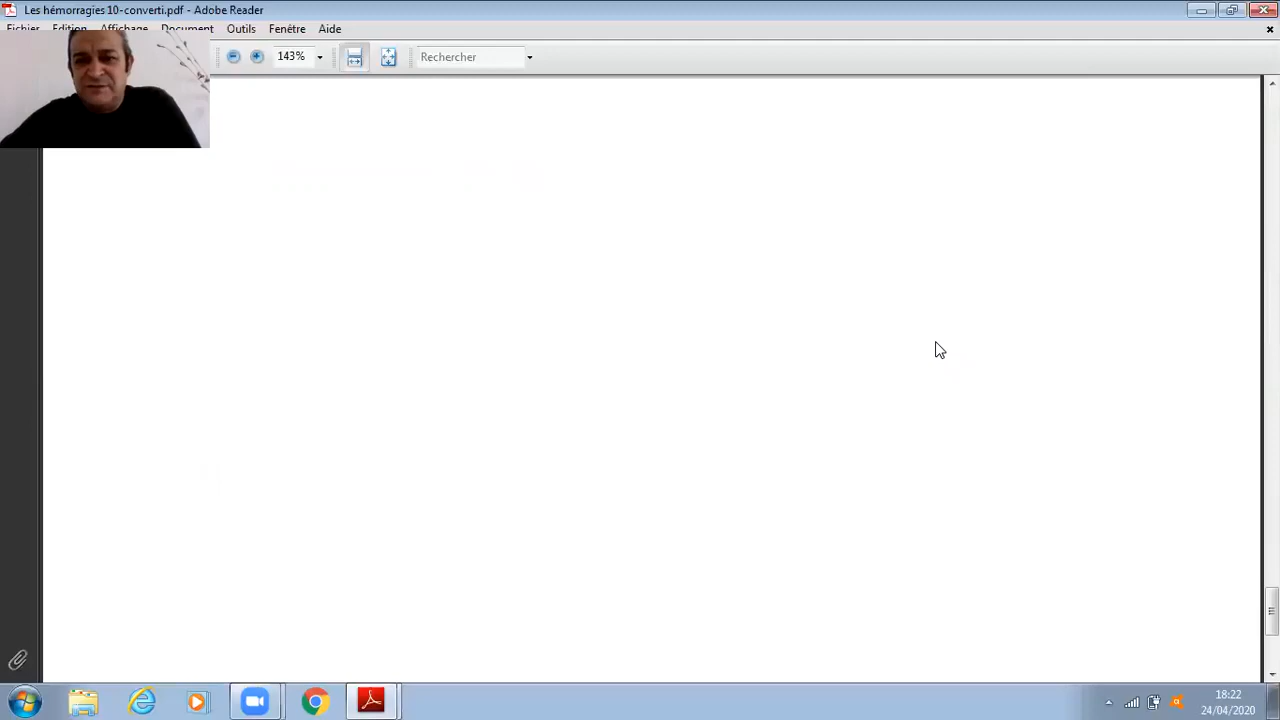 Les hémorragies 10-converti.pdf - Adobe Reader
Fichier Edition Affichage Document Outils Fenêtre Aide
143% Rechercher
18:22
24/04/2020